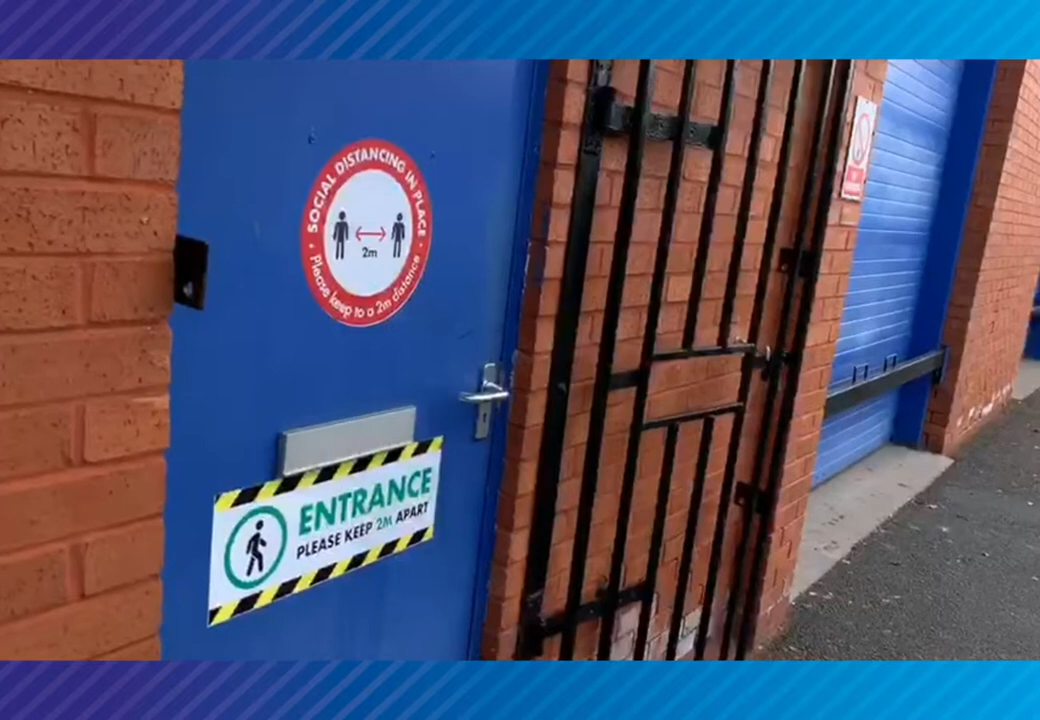 SOCIAL DISTANCING IN PLACE
2m
Please keep to a 2m distance
ENTRANCE
PLEASE KEEP 2M APART